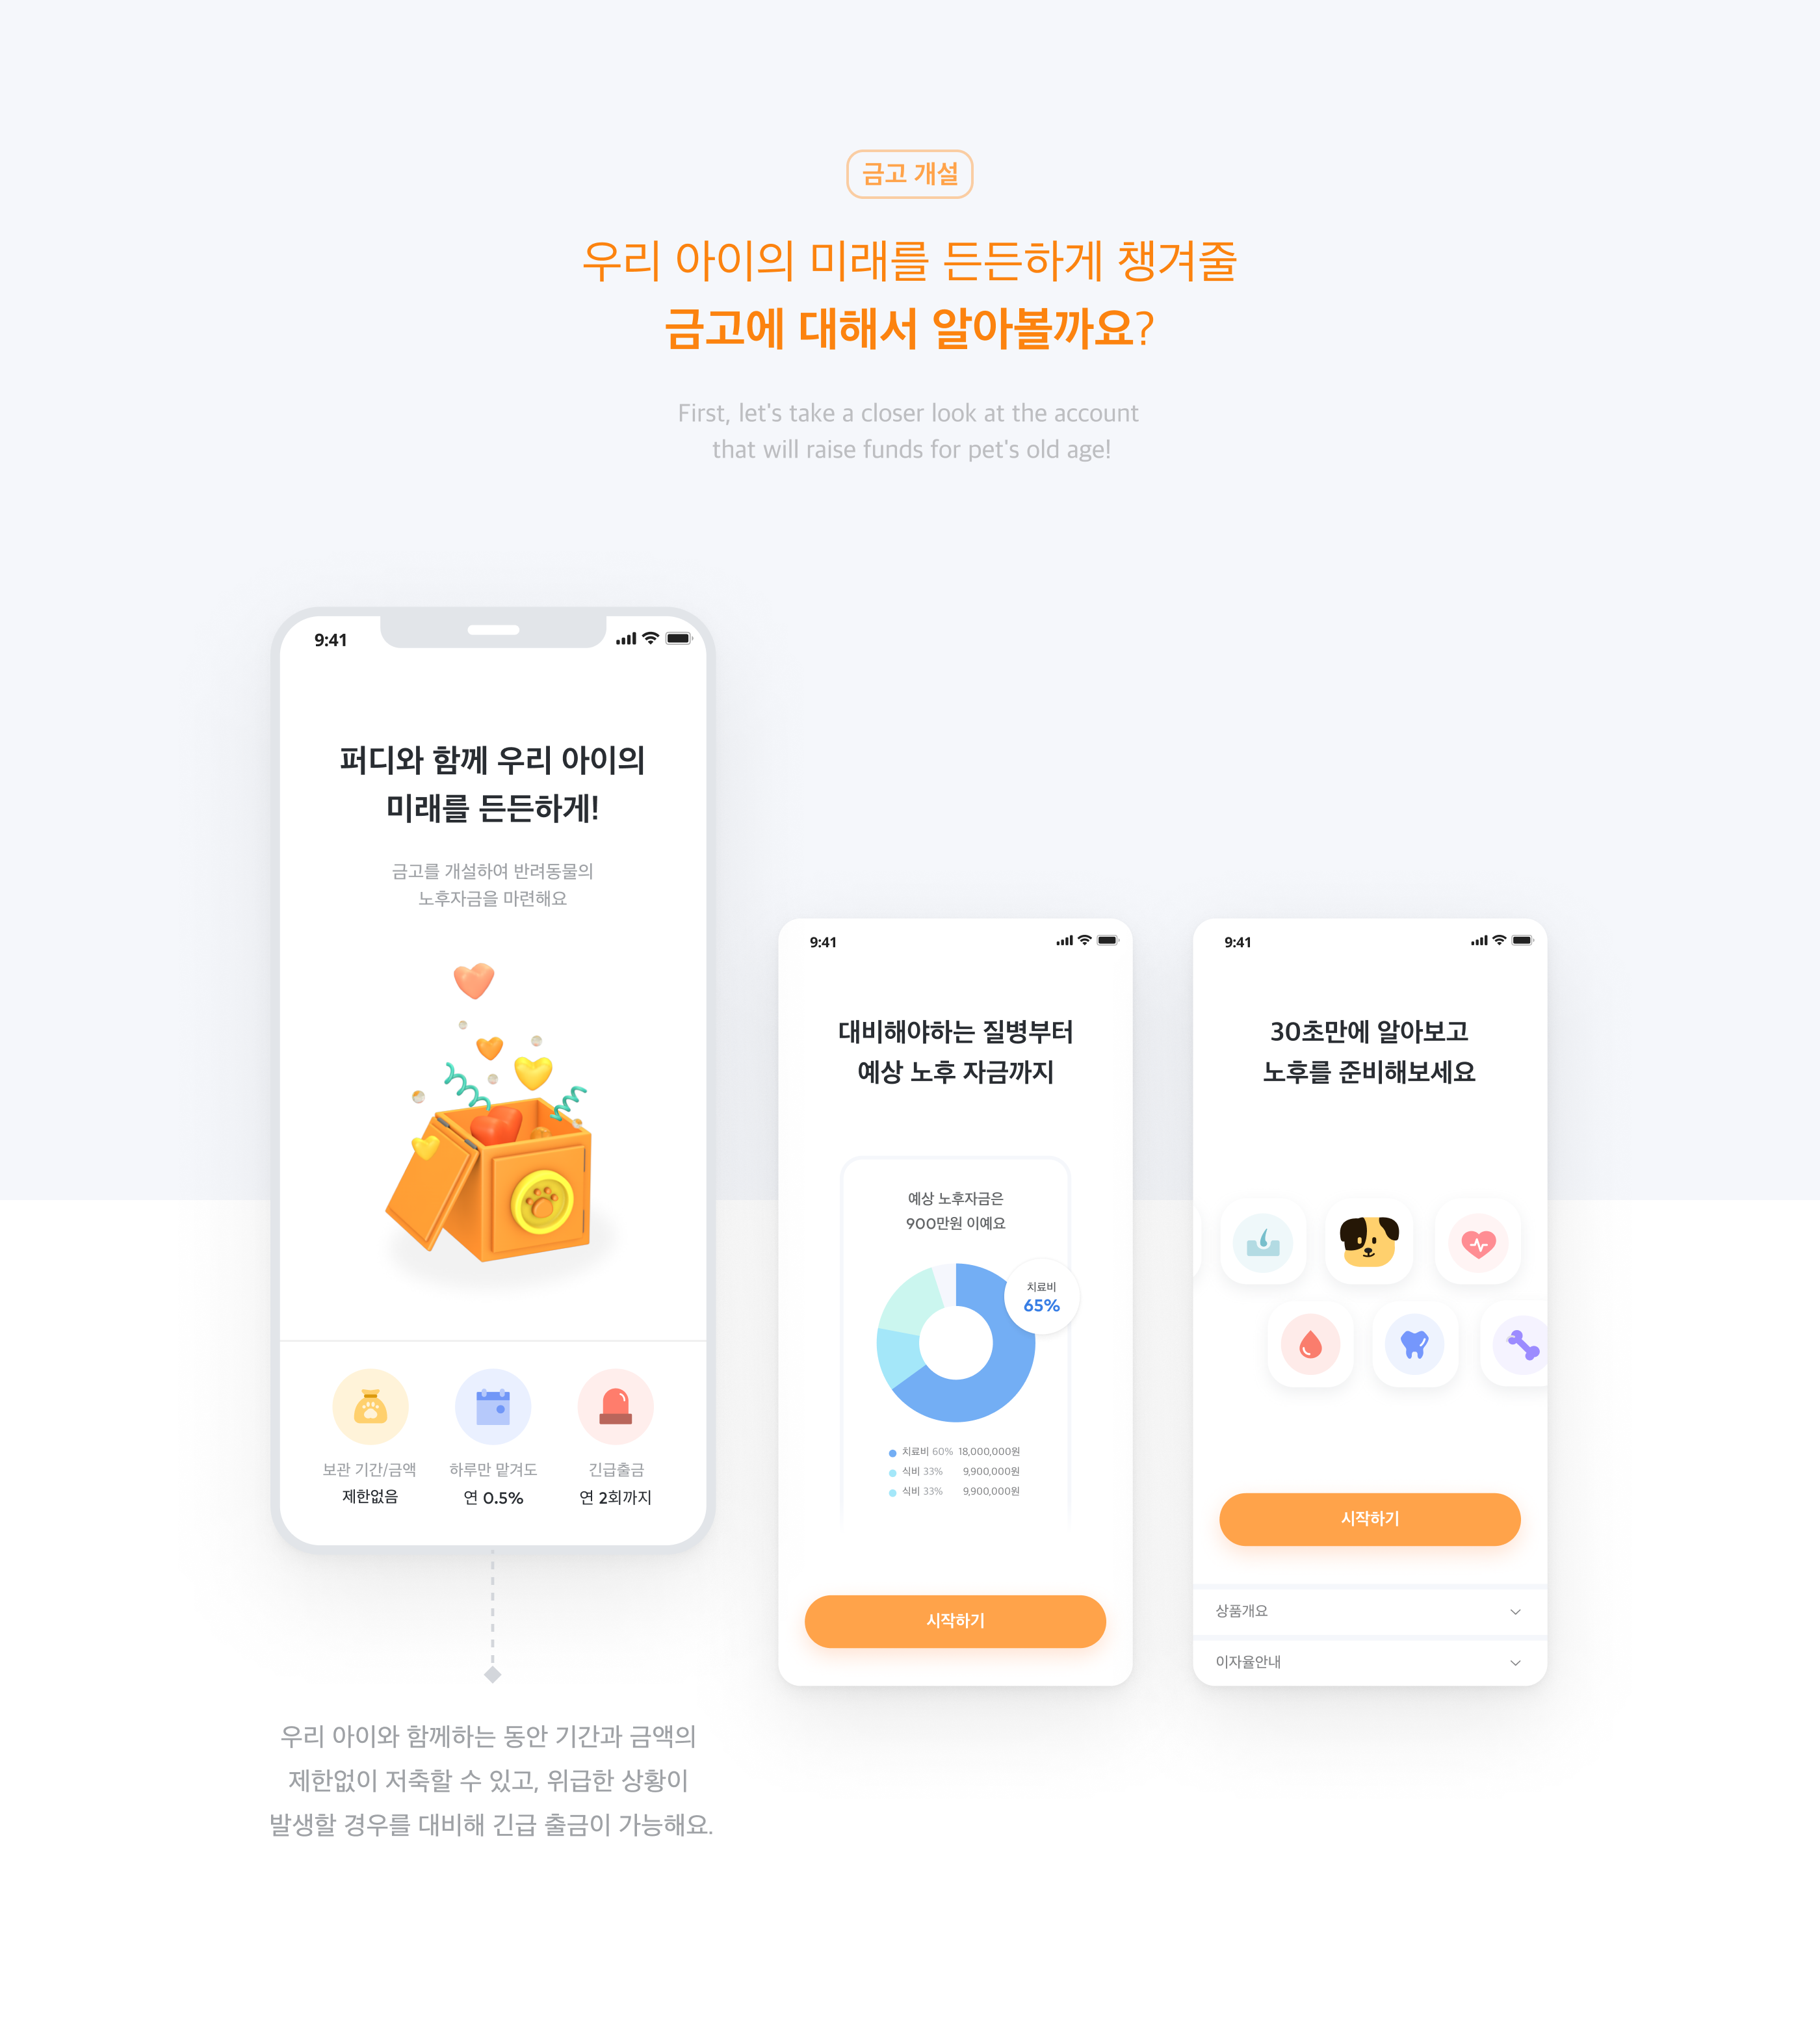 금고 개설
우리 아이의 미래를 든든하게 챙겨줄
금고에 대해서 알아볼까요?
First, let's take a closer look at the account
that will raise funds for pet's old age!
9:41
퍼디와 함께 우리 아이의
미래를 든든하게!
금고를 개설하여 반려동물의
노후자금을 마련해요
보관 기간/금액
제한없음
하루만 맡겨도
연 0.5%
긴급출금
연 2회까지
우리 아이와 함께하는 동안 기간과 금액의
제한없이 저축할 수 있고, 위급한 상황이
발생할 경우를 대비해 긴급 출금이 가능해요.
9:41
대비해야하는 질병부터
예상 노후 자금까지
예상 노후자금은
900만원 이예요
치료비
65%
치료비 60% 18,000,000원
식비 33% 9,900,000원
식비 33% 9,900,000원
시작하기
9:41
30초만에 알아보고
노후를 준비해보세요
시작하기
상품개요
이자율안내